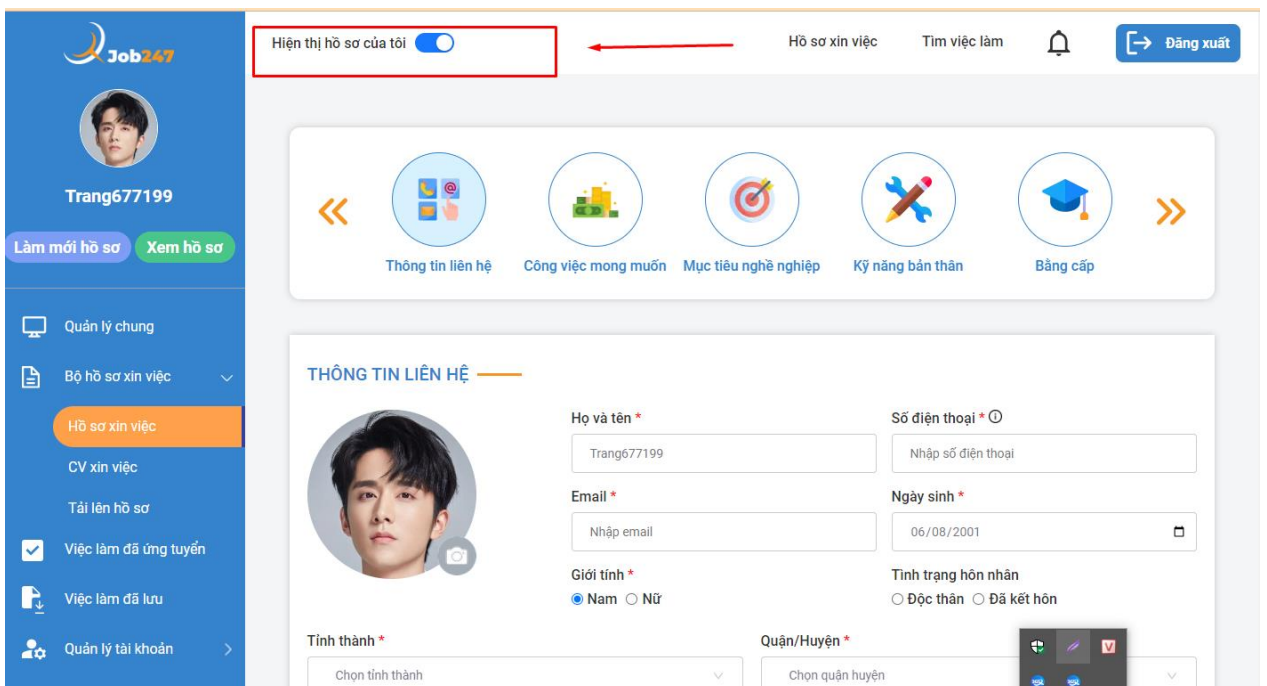 Job247
Hiện thị hồ sơ của tôi
Hồ sơ xin việc
Tìm việc làm
Đăng xuất
Trang677199
Làm mới hồ sơ
Xem hồ sơ
Quản lý chung
Bộ hồ sơ xin việc
Hồ sơ xin việc
CV xin việc
Tải lên hồ sơ
Việc làm đã ứng tuyển
Việc làm đã lưu
Quản lý tài khoản
Thông tin liên hệ
Công việc mong muốn
Mục tiêu nghề nghiệp
Kỹ năng bản thân
Bằng cấp
THÔNG TIN LIÊN HỆ
Họ và tên *
Trang677199
Số điện thoại *
Nhập số điện thoại
Email *
Nhập email
Ngày sinh *
06/08/2001
Giới tính *
Nam Nữ
Tình trạng hôn nhân
Độc thân Đã kết hôn
Tỉnh thành *
Chọn tỉnh thành
Quận/Huyện *
Chọn quận huyện
V